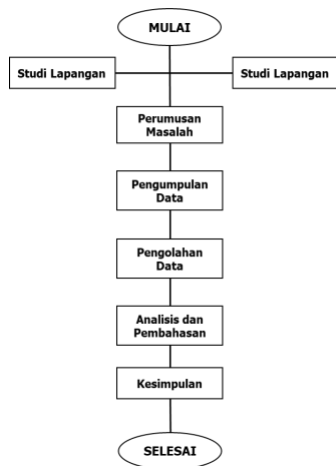 MULAI
Studi Lapangan
Studi Lapangan
Perumusan
Masalah
Pengumpulan
Data
Pengolahan
Data
Analisis dan
Pembahasan
Kesimpulan
SELESAI